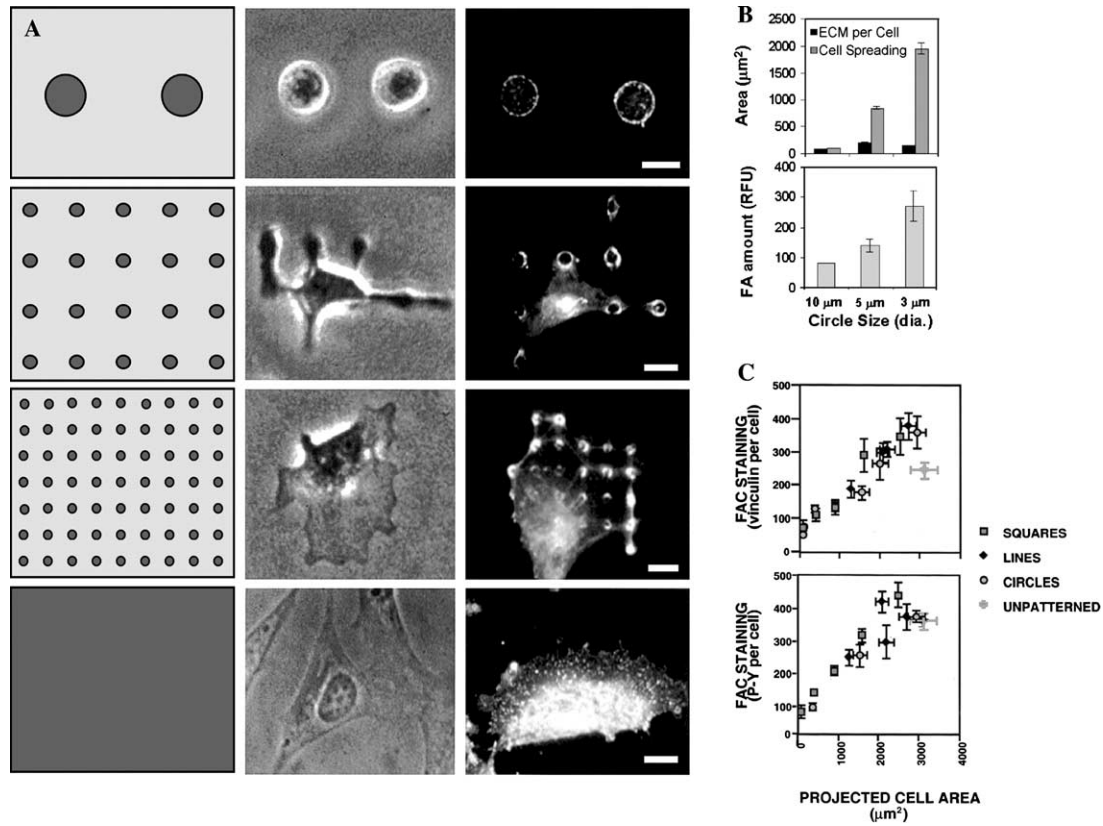 A
B
2500
2000
1500
1000
500
0
Area (μm²)
ECM per Cell
Cell Spreading
400
300
200
100
0
FA amount (RFU)
10 μm 5 μm 3 μm
Circle Size (dia.)
C
500
400
300
200
100
0
FAC STAINING
(vinculin per cell)
500
400
300
200
100
0
FAC STAINING
(P-Y per cell)
0 1000 2000 3000 4000
PROJECTED CELL AREA
(μm²)
SQUARES
LINES
CIRCLES
UNPATTERNED